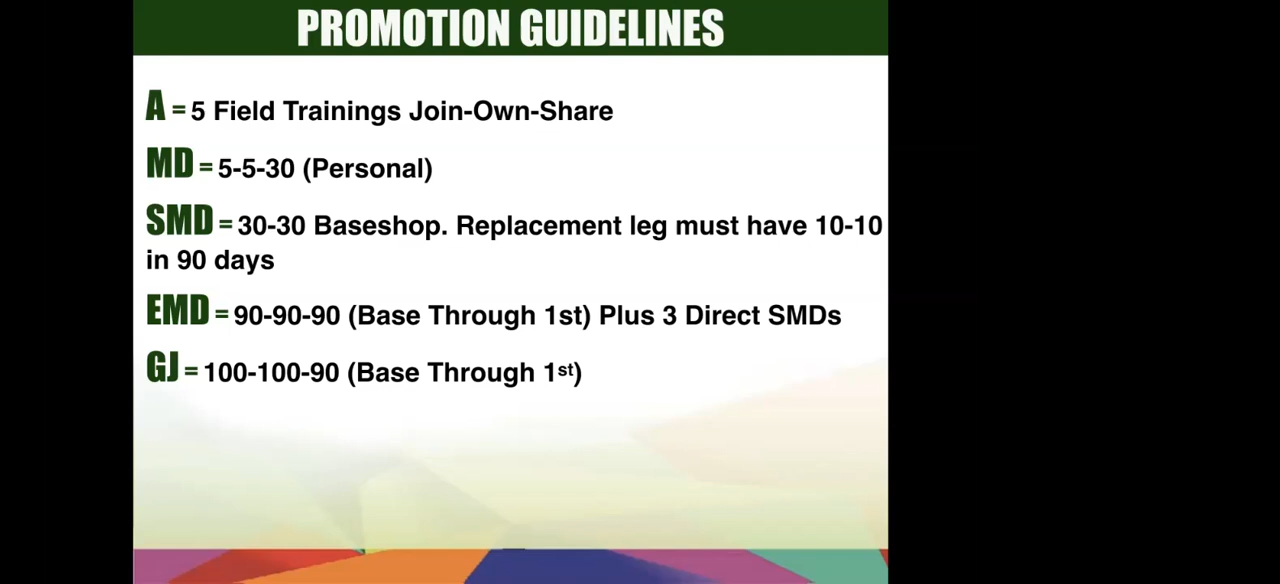 PROMOTION GUIDELINES
A = 5 Field Trainings Join-Own-Share
MD = 5-5-30 (Personal)
SMD = 30-30 Baseshop. Replacement leg must have 10-10
in 90 days
EMD = 90-90-90 (Base Through 1st) Plus 3 Direct SMDs
GJ = 100-100-90 (Base Through 1st)